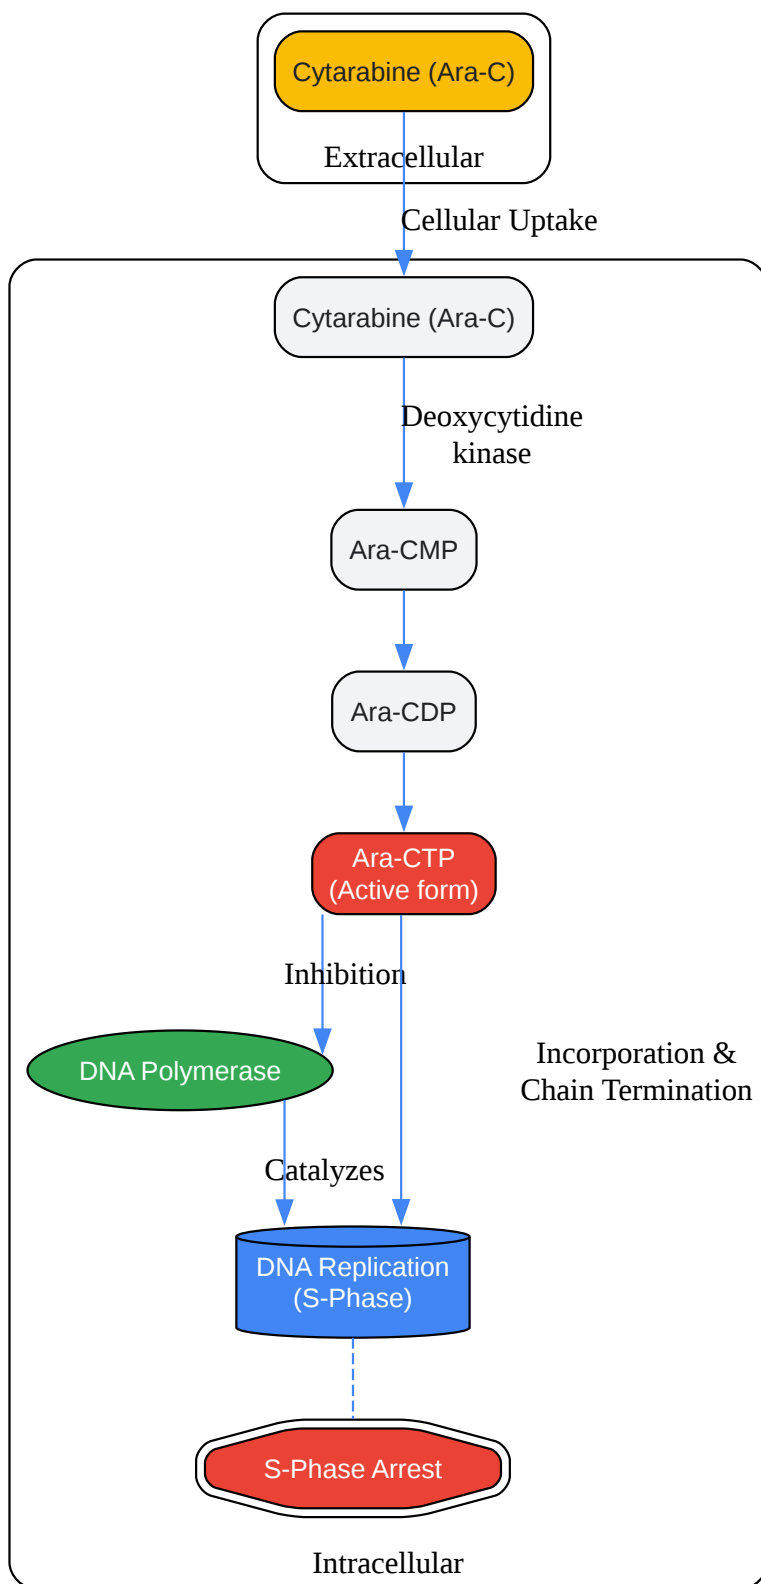 Cytarabine (Ara-C)
Extracellular
Cellular Uptake
Cytarabine (Ara-C)
Deoxycytidine
kinase
Ara-CMP
Ara-CDP
Ara-CTP
(Active form)
Inhibition
Incorporation &
Chain Termination
DNA Polymerase
Catalyzes
DNA Replication
(S-Phase)
S-Phase Arrest
Intracellular